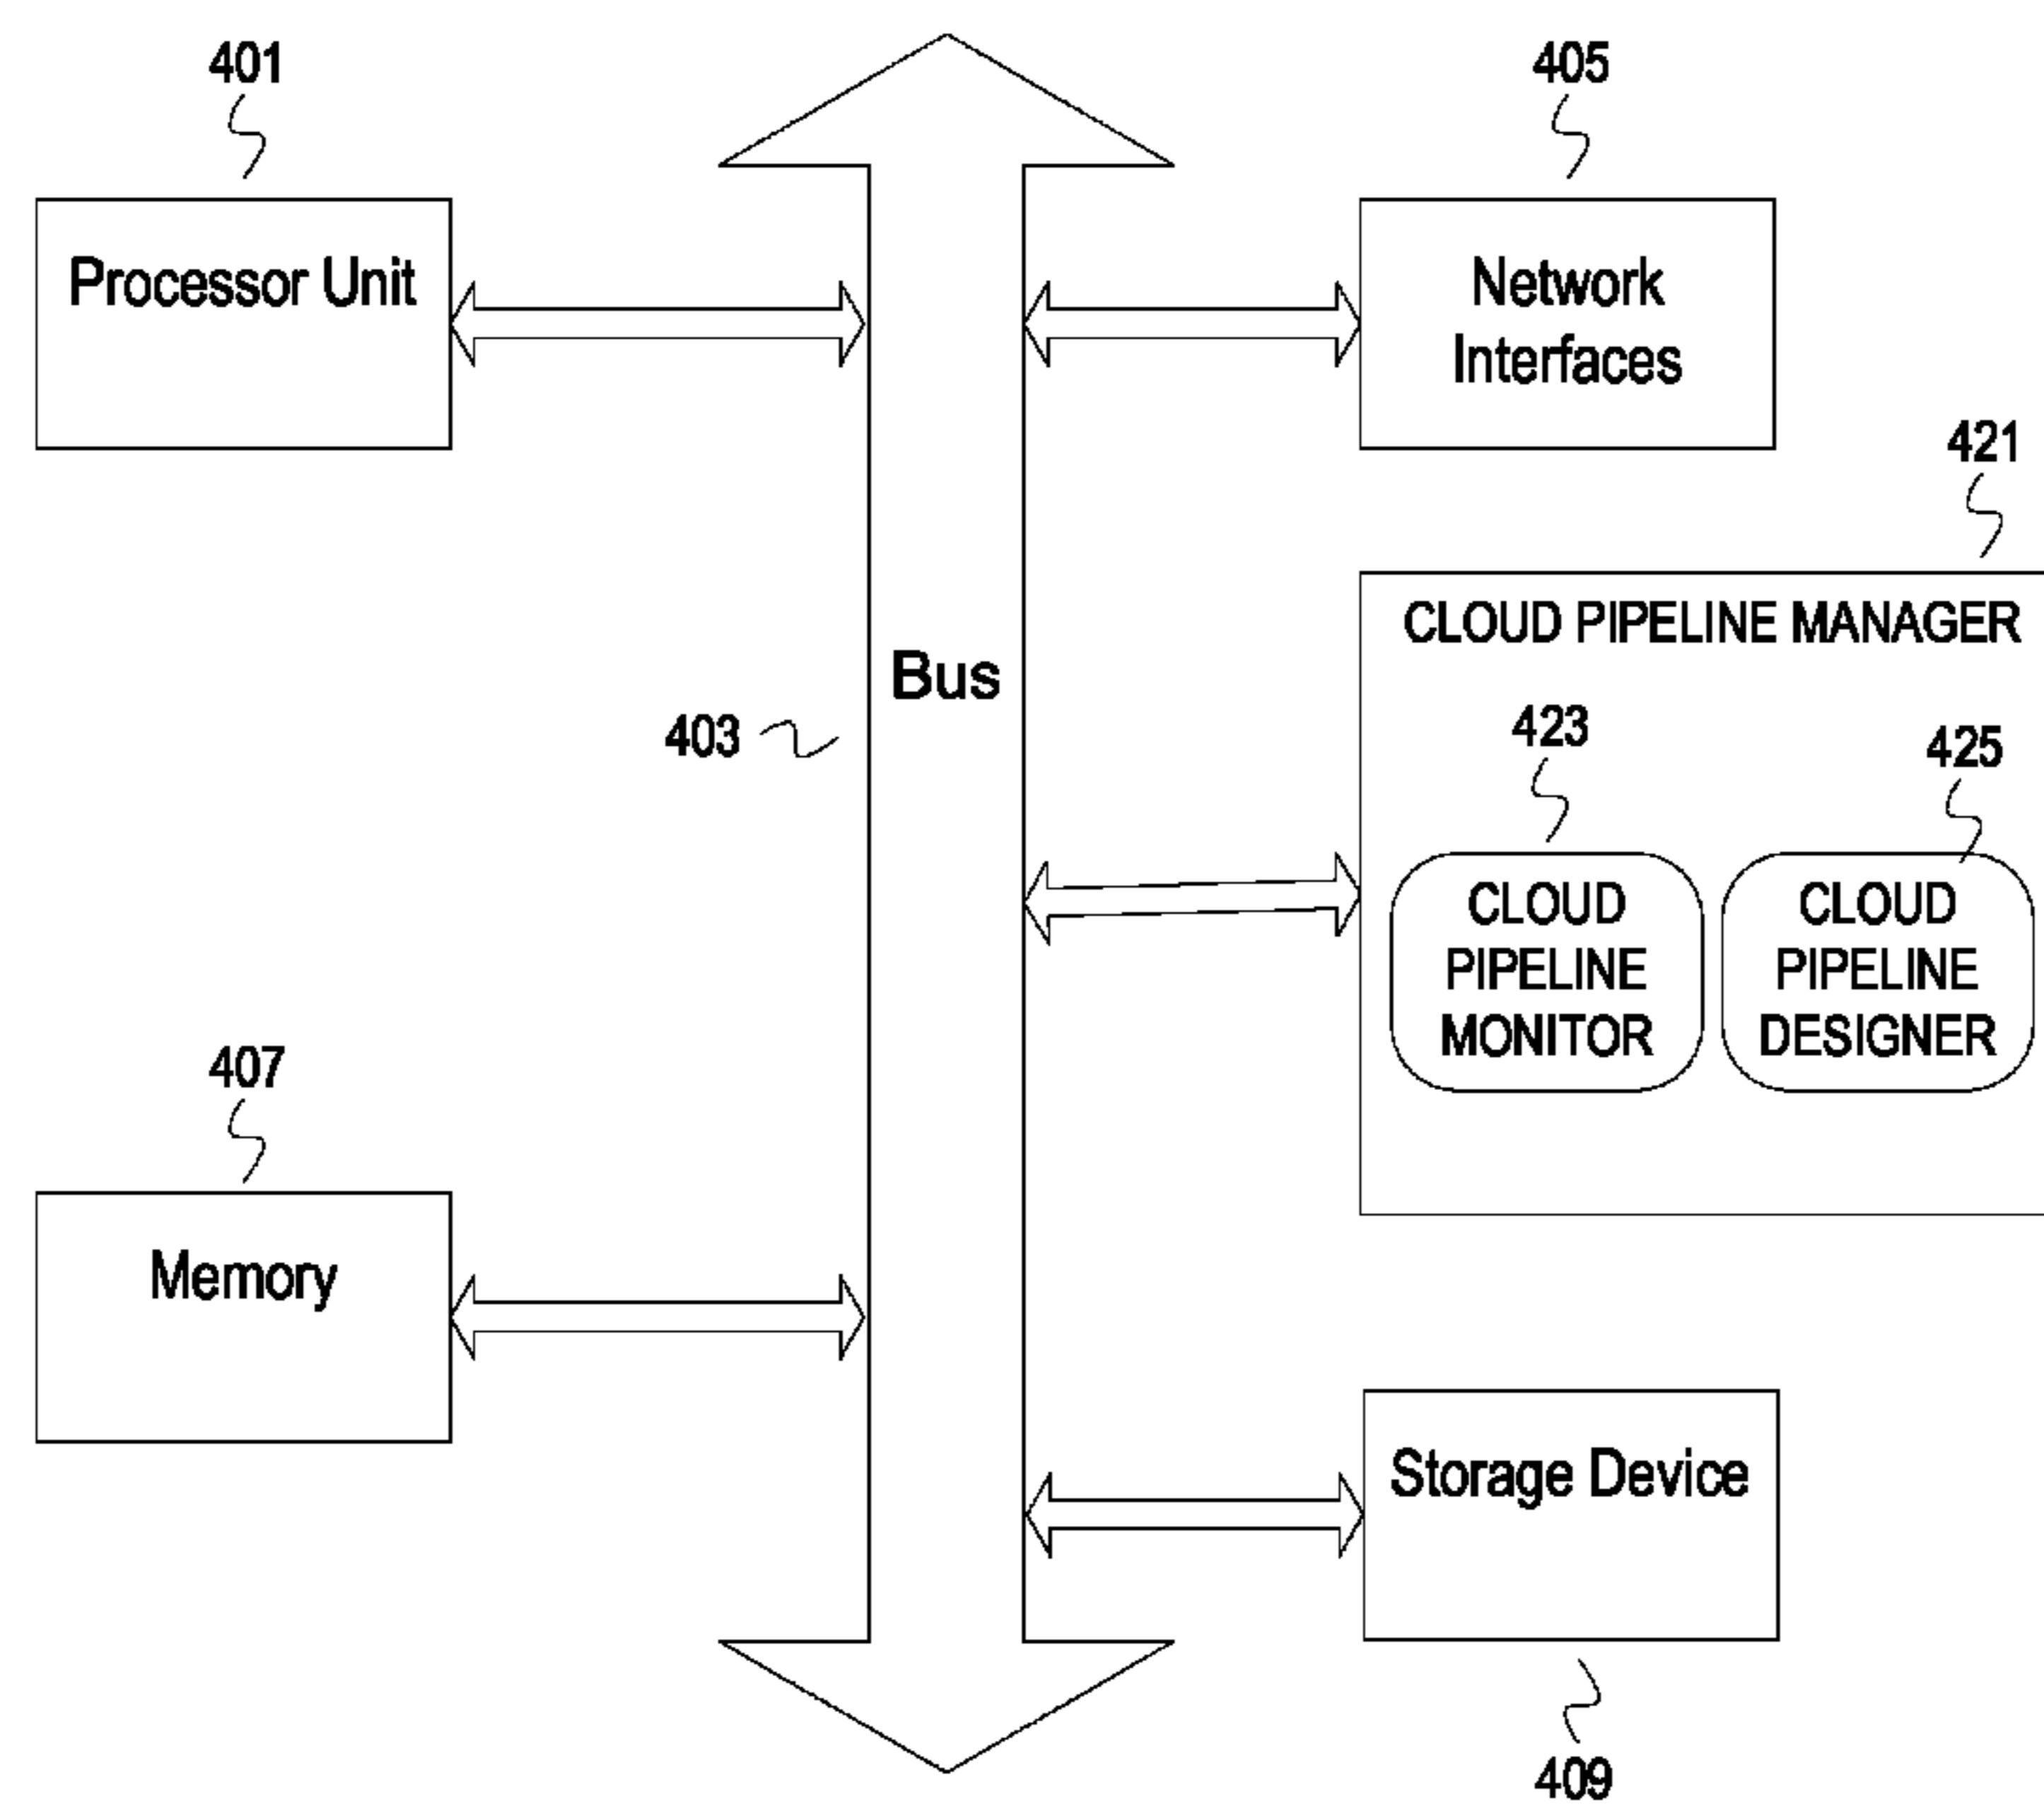 401
405
Processor Unit
Network
Interfaces
421
CLOUD PIPELINE MANAGER
Bus
403
423
425
CLOUD
PIPELINE
MONITOR
CLOUD
PIPELINE
DESIGNER
407
Memory
Storage Device
409